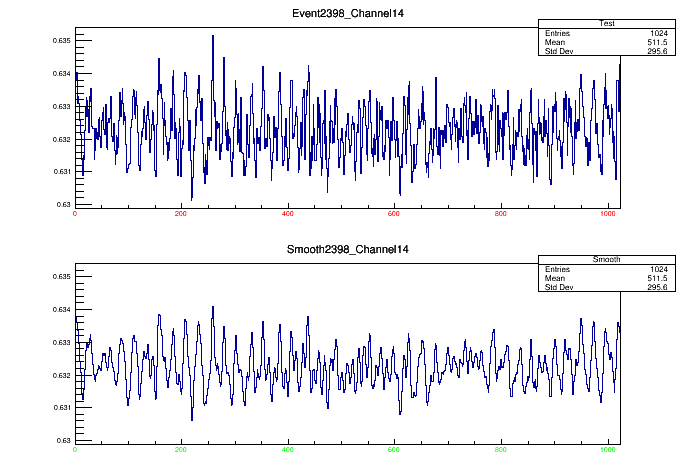 Event2398_Channel14
Test
Entries 1024
Mean 511.5
Std Dev 295.6
0.635
0.634
0.633
0.632
0.631
0.63
0 200 400 600 800 1000
Smooth2398_Channel14
Smooth
Entries 1024
Mean 511.5
Std Dev 295.6
0.635
0.634
0.633
0.632
0.631
0.63
0 200 400 600 800 1000